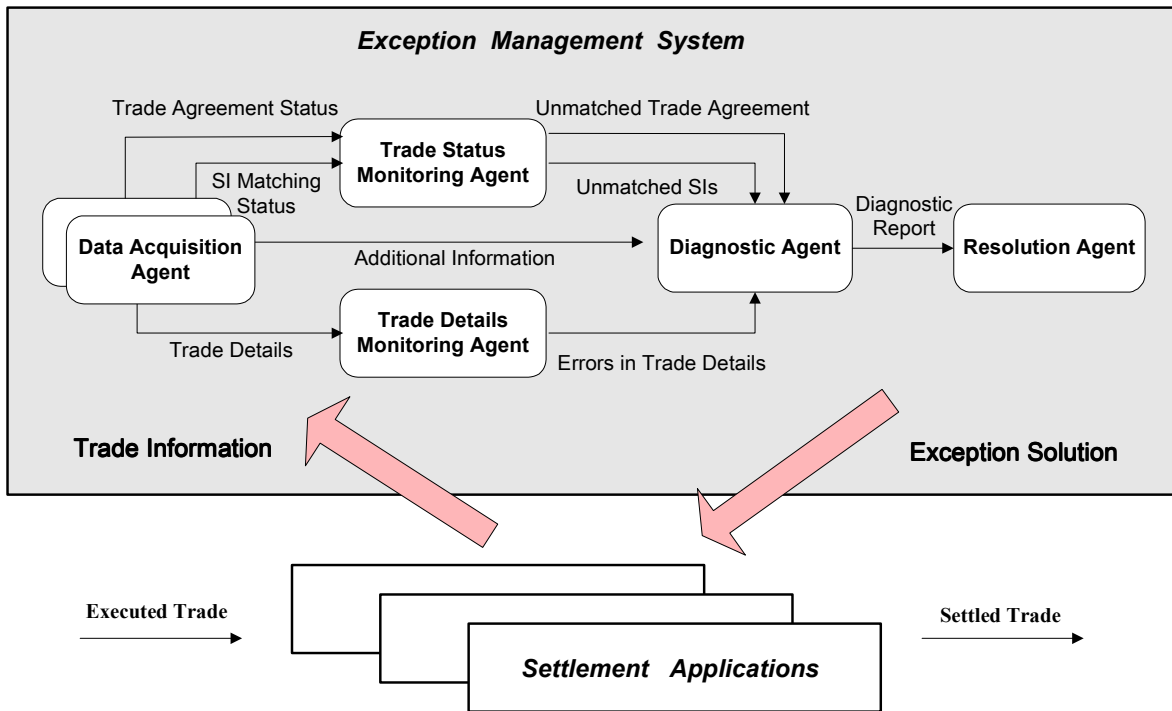 Exception Management System
Trade Agreement Status
Unmatched Trade Agreement
Trade Status
Monitoring Agent
SI Matching
Status
Unmatched SIs
Diagnostic
Report
Data Acquisition
Agent
Additional Information
Diagnostic Agent
Resolution Agent
Trade Details
Monitoring Agent
Trade Details
Errors in Trade Details
Trade Information
Exception Solution
Executed Trade
Settled Trade
Settlement Applications